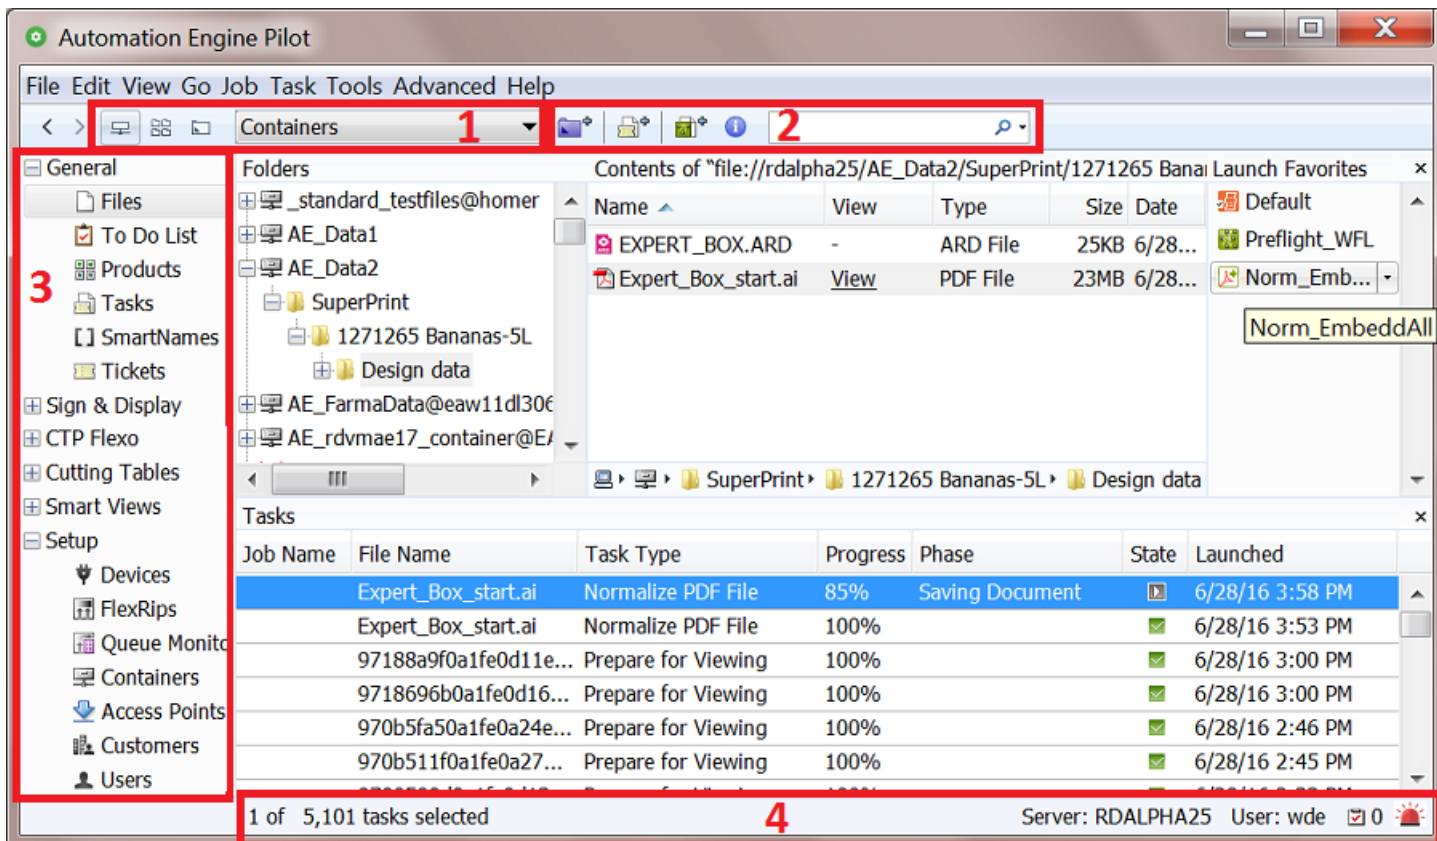 Automation Engine Pilot
File Edit View Go Job Task Tools Advanced Help
Containers 1 2
General
Files
To Do List
Products
3
Tasks
SmartNames
Tickets
Sign & Display
CTP Flexo
Cutting Tables
Smart Views
Setup
Devices
FlexRips
Queue Monito
Containers
Access Points
Customers
Users
Folders
_standard_testfiles@homer
AE_Data1
AE_Data2
SuperPrint
1271265 Bananas-5L
Design data
AE_FarmaData@eaw11dl306
AE_rdvmae17_container@EA
Contents of "file://rdalpha25/AE_Data2/SuperPrint/1271265 Banai
Name View Type Size Date
EXPERT_BOX.ARD - ARD File 25KB 6/28...
Expert_Box_start.ai View PDF File 23MB 6/28...
SuperPrint 1271265 Bananas-5L Design data
Launch Favorites
Default
Preflight_WFL
Norm_Emb...
Norm_EmbeddAll
Tasks
Job Name File Name Task Type Progress Phase State Launched
Expert_Box_start.ai Normalize PDF File 85% Saving Document 6/28/16 3:58 PM
Expert_Box_start.ai Normalize PDF File 100% 6/28/16 3:53 PM
97188a9f0a1fe0d11e... Prepare for Viewing 100% 6/28/16 3:00 PM
9718696b0a1fe0d16... Prepare for Viewing 100% 6/28/16 3:00 PM
970b5fa50a1fe0a24e... Prepare for Viewing 100% 6/28/16 2:46 PM
970b511f0a1fe0a27... Prepare for Viewing 100% 6/28/16 2:45 PM
1 of 5,101 tasks selected 4 Server: RDALPHA25 User: wde 0